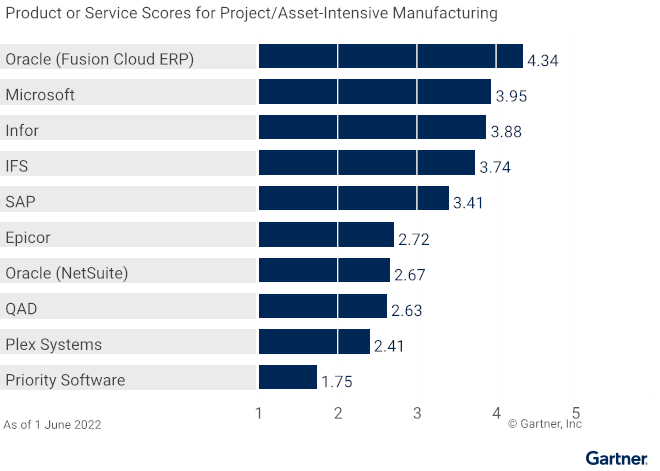 Product or Service Scores for Project/Asset-Intensive Manufacturing
Oracle (Fusion Cloud ERP) 4.34
Microsoft 3.95
Infor 3.88
IFS 3.74
SAP 3.41
Epicor 2.72
Oracle (NetSuite) 2.67
QAD 2.63
Plex Systems 2.41
Priority Software 1.75
1 2 3 4 5
As of 1 June 2022 © Gartner, Inc
Gartner